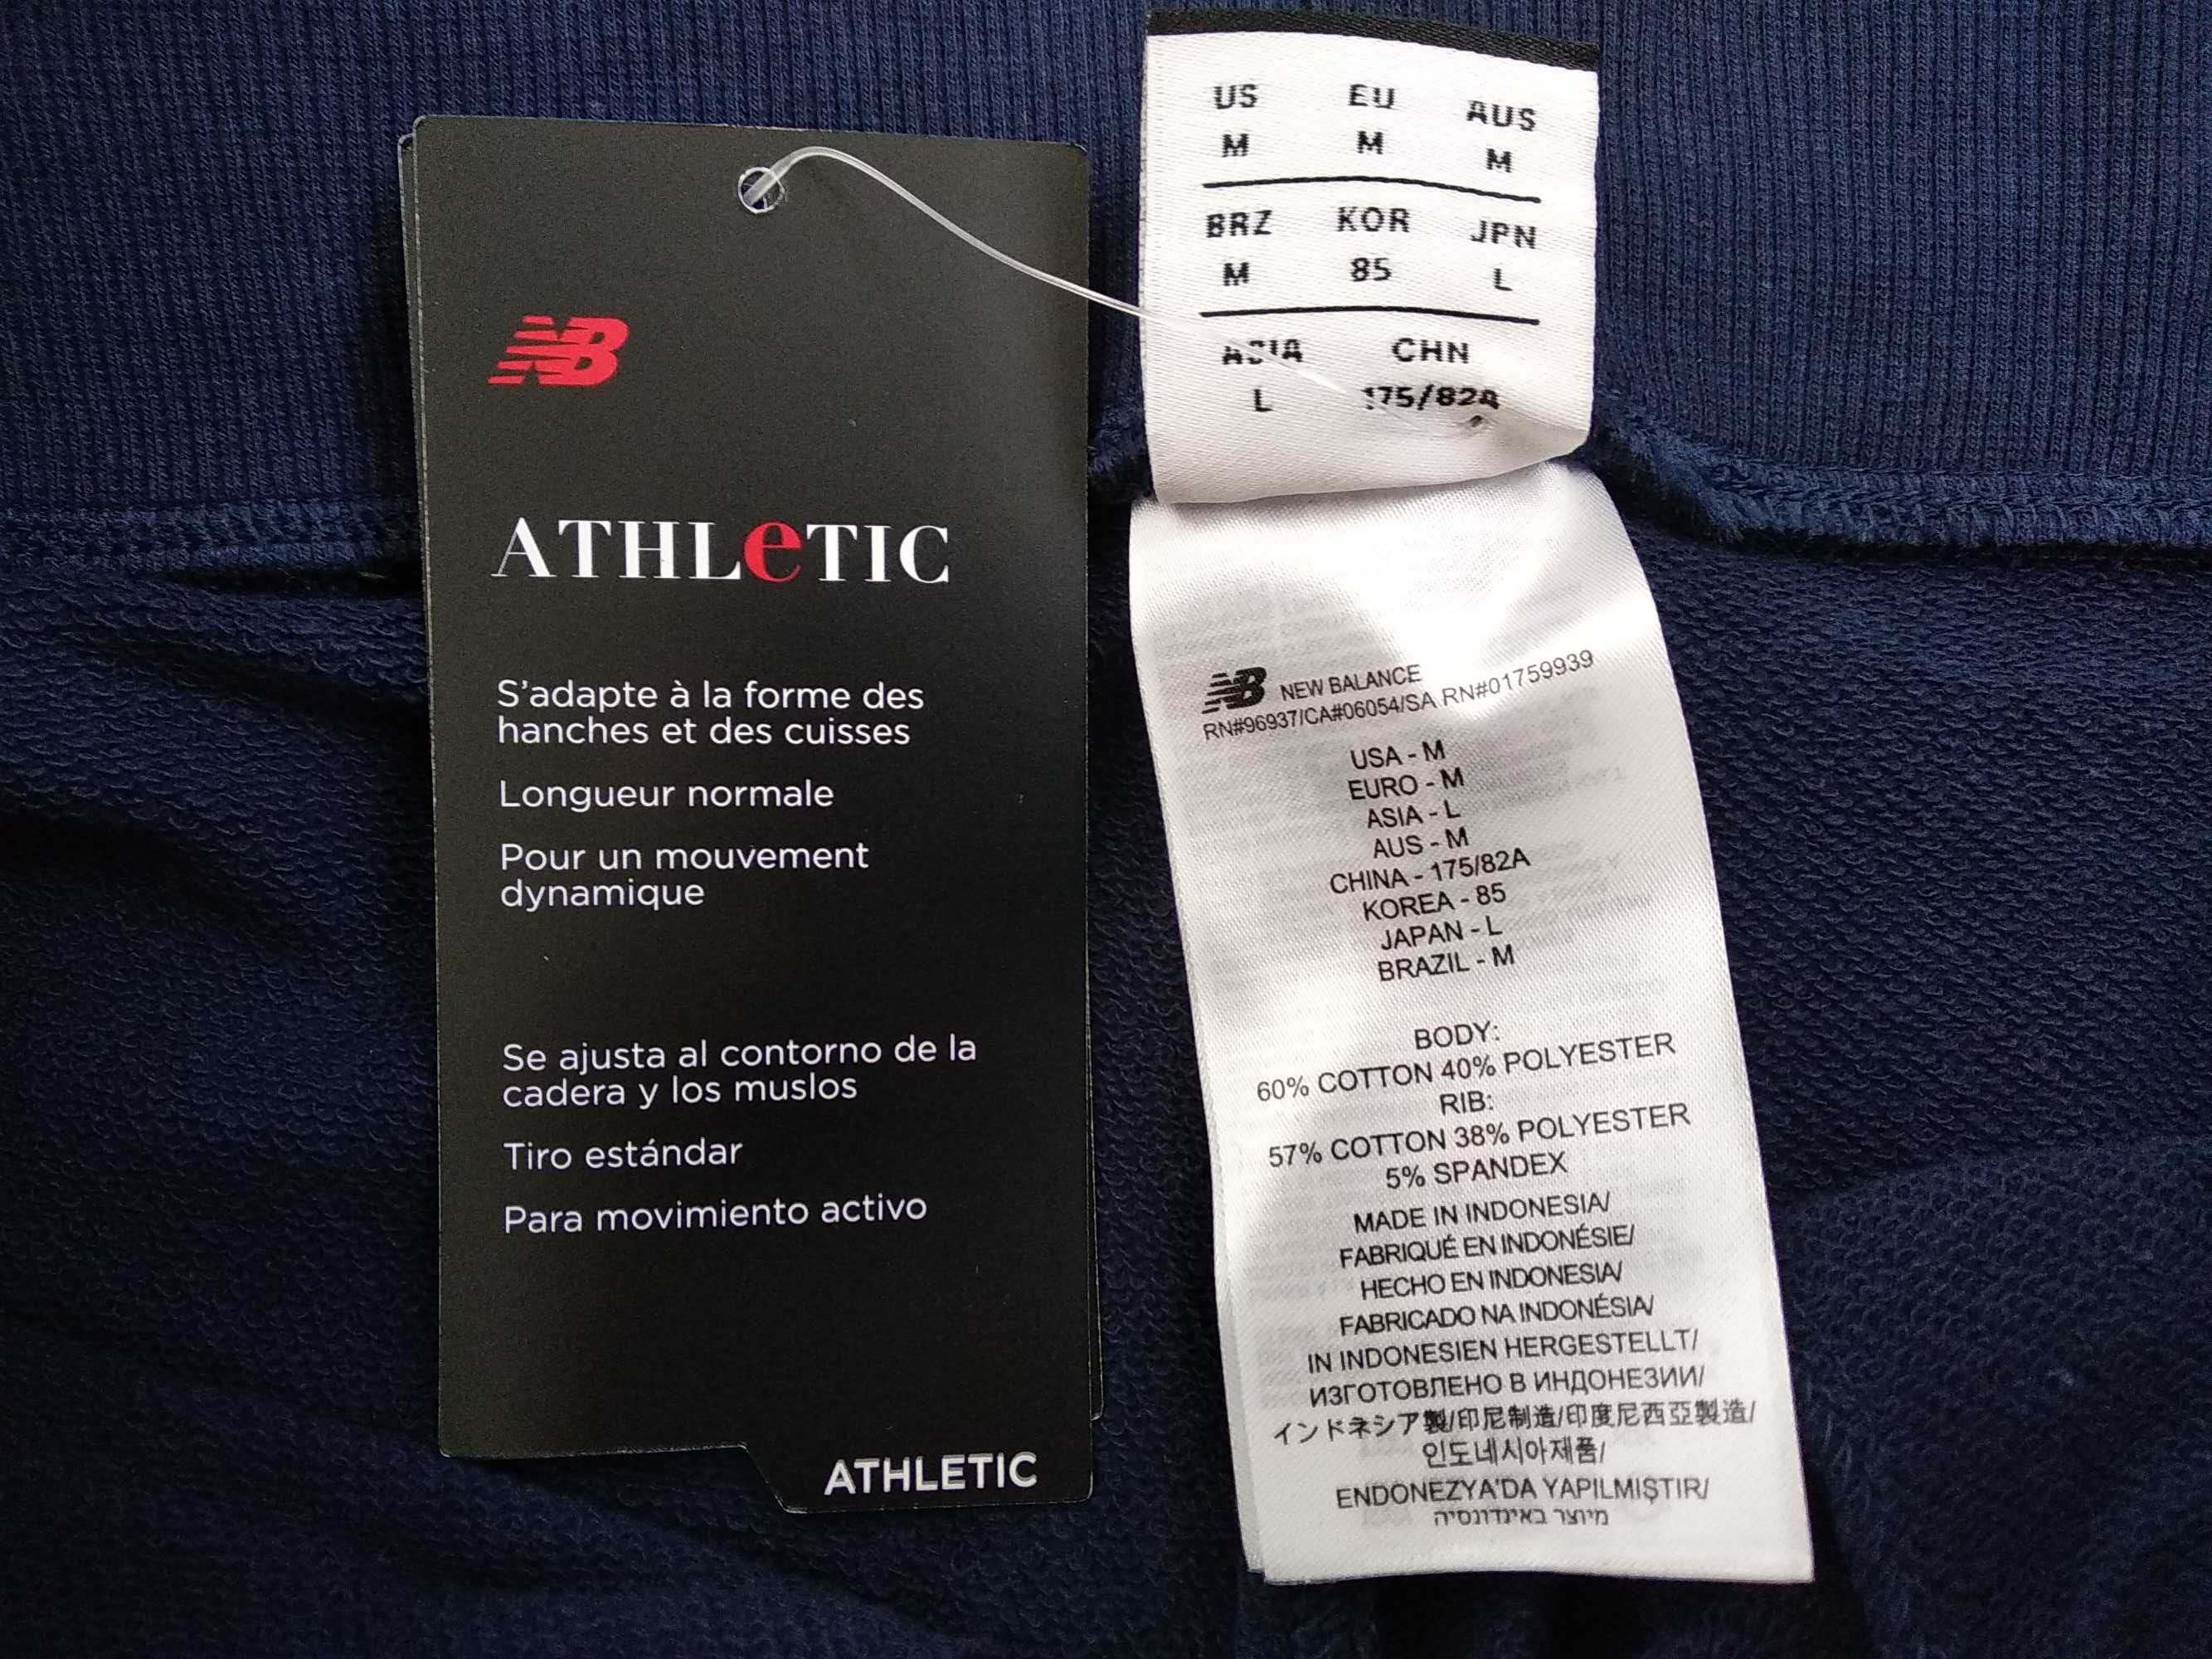 NB
ATHLeTIC
S'adapte à la forme des
hanches et des cuisses
Longueur normale
Pour un mouvement
dynamique
Se ajusta al contorno de la
cadera y los muslos
Tiro estándar
Para movimiento activo
ATHLETIC
US EU AUS
M M M
BRZ KOR JPN
M 85 L
ASIA CHN
L 175/82A
NB NEW BALANCE
RN#96937/CA#06054/SA RN#01759939
USA - M
EURO - M
ASIA - L
AUS - M
CHINA - 175/82A
KOREA - 85
JAPAN - L
BRAZIL - M
BODY:
60% COTTON 40% POLYESTER
RIB:
57% COTTON 38% POLYESTER
5% SPANDEX
MADE IN INDONESIA/
FABRIQUÉ EN INDONÉSIE/
HECHO EN INDONESIA/
FABRICADO NA INDONÉSIA/
IN INDONESIEN HERGESTELLT/
ИЗГОТОВЛЕНО В ИНДОНЕЗИИ/
インドネシア製/印尼制造/印度尼西亞製造/
인도네시아제품/
ENDONEZYA'DA YAPILMIŞTIR/
מיוצר באינדונסיה